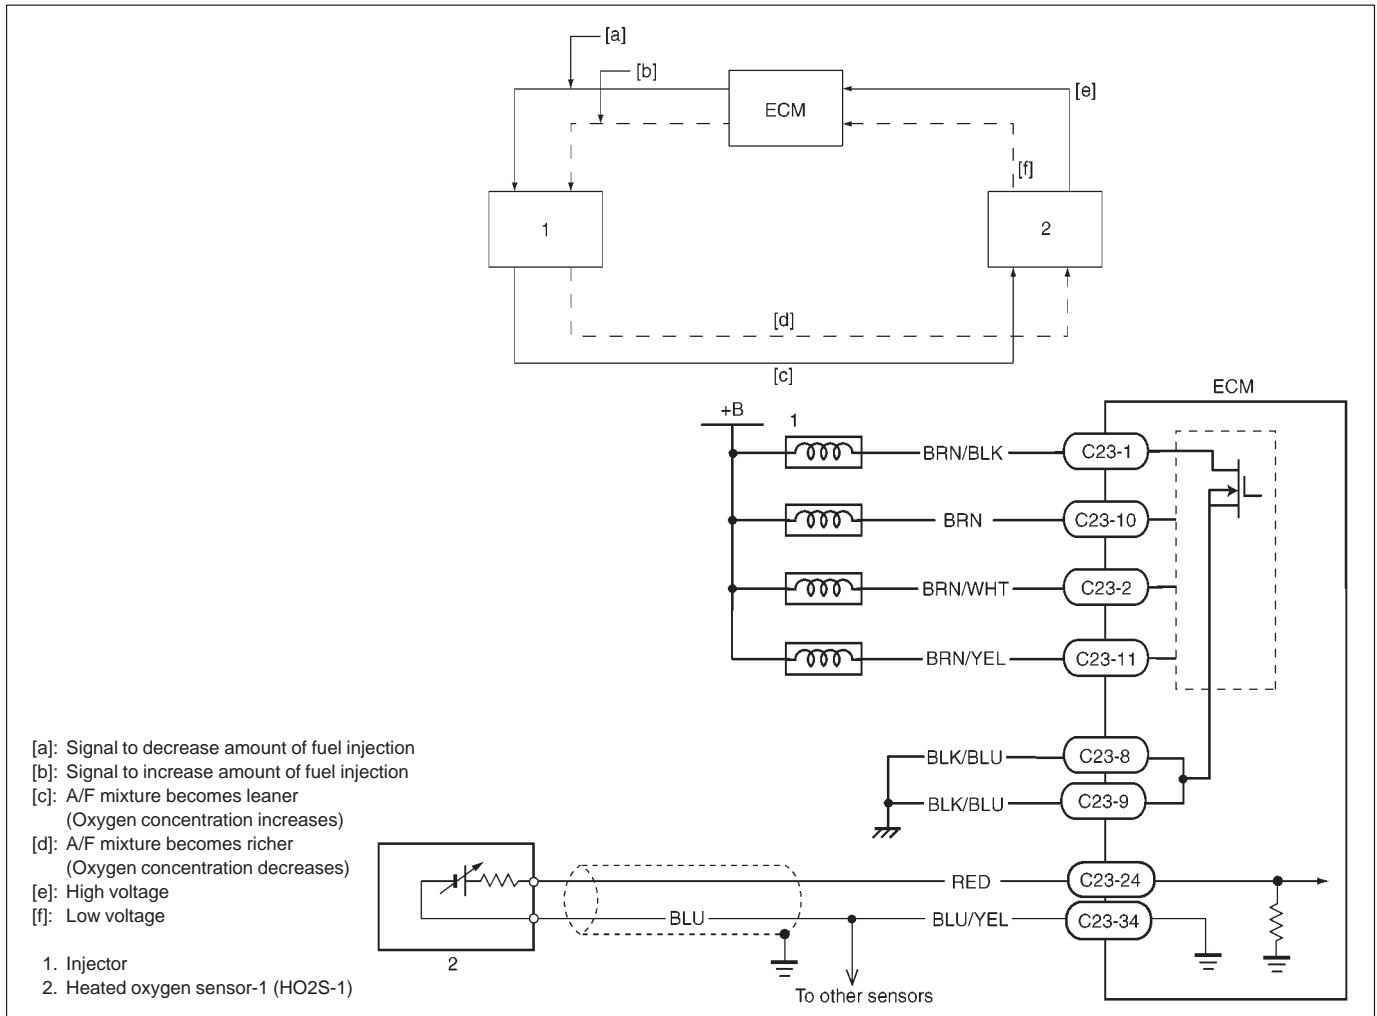 [a]
[b]
ECM
[e]
[f]
1
2
[d]
[c]
ECM
+B
1
BRN/BLK
C23-1
BRN
C23-10
BRN/WHT
C23-2
BRN/YEL
C23-11
BLK/BLU
C23-8
BLK/BLU
C23-9
RED
C23-24
BLU
BLU/YEL
C23-34
2
To other sensors
[a]: Signal to decrease amount of fuel injection
[b]: Signal to increase amount of fuel injection
[c]: A/F mixture becomes leaner
(Oxygen concentration increases)
[d]: A/F mixture becomes richer
(Oxygen concentration decreases)
[e]: High voltage
[f]: Low voltage
1. Injector
2. Heated oxygen sensor-1 (HO2S-1)